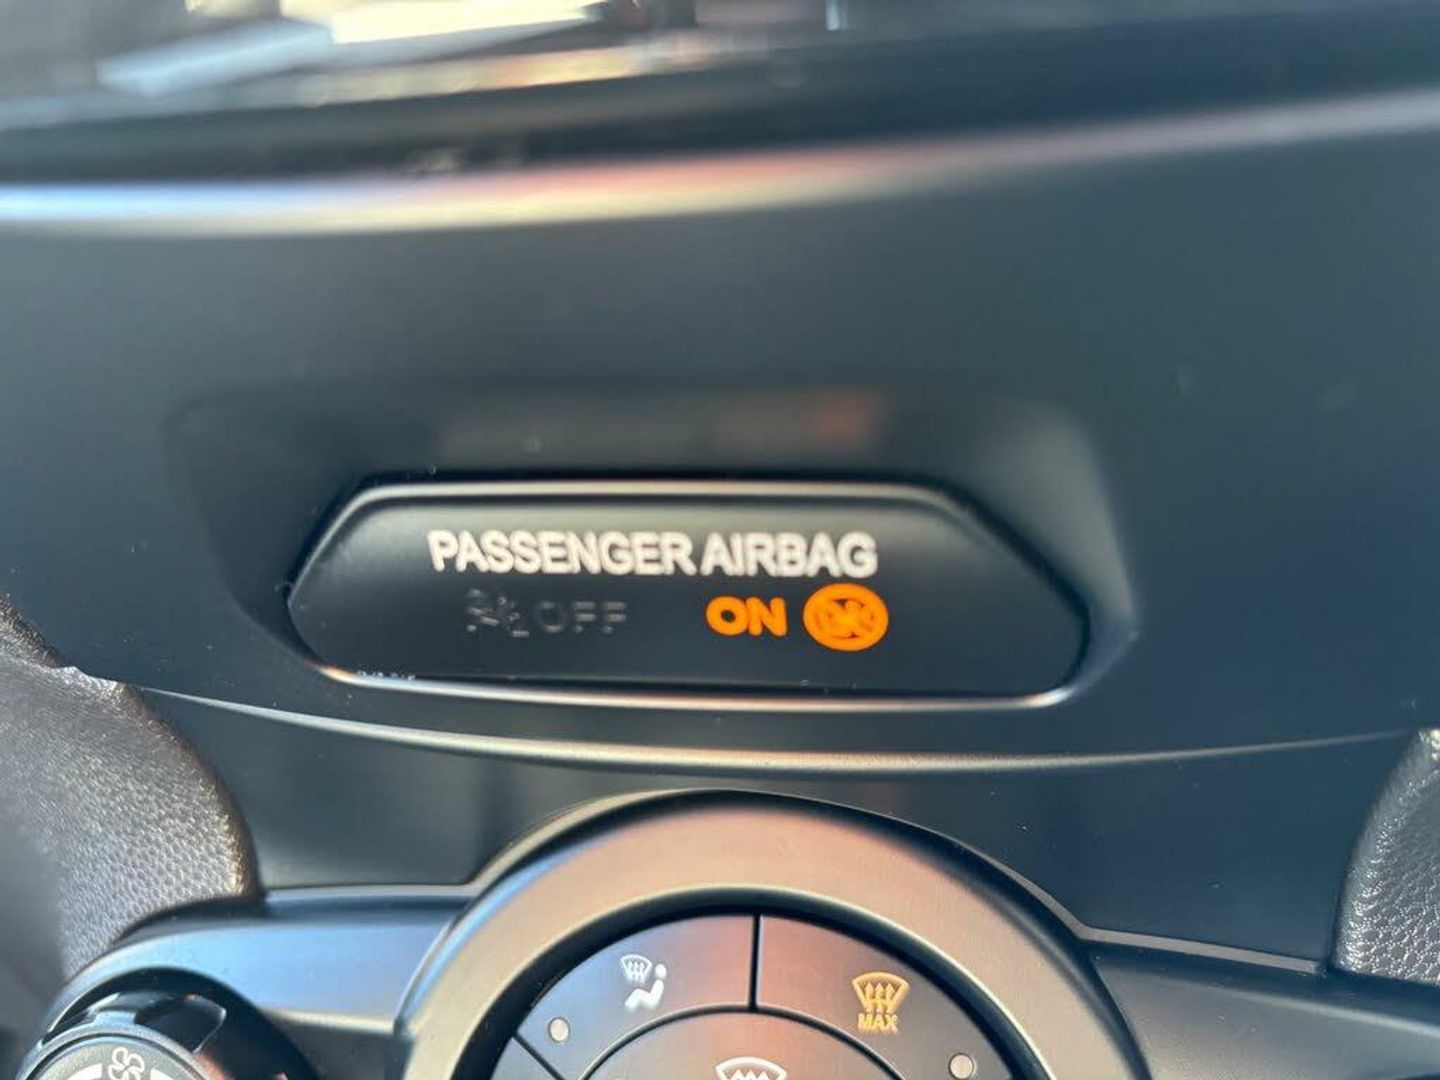 PASSENGER AIRBAG
OFF ON
MAX